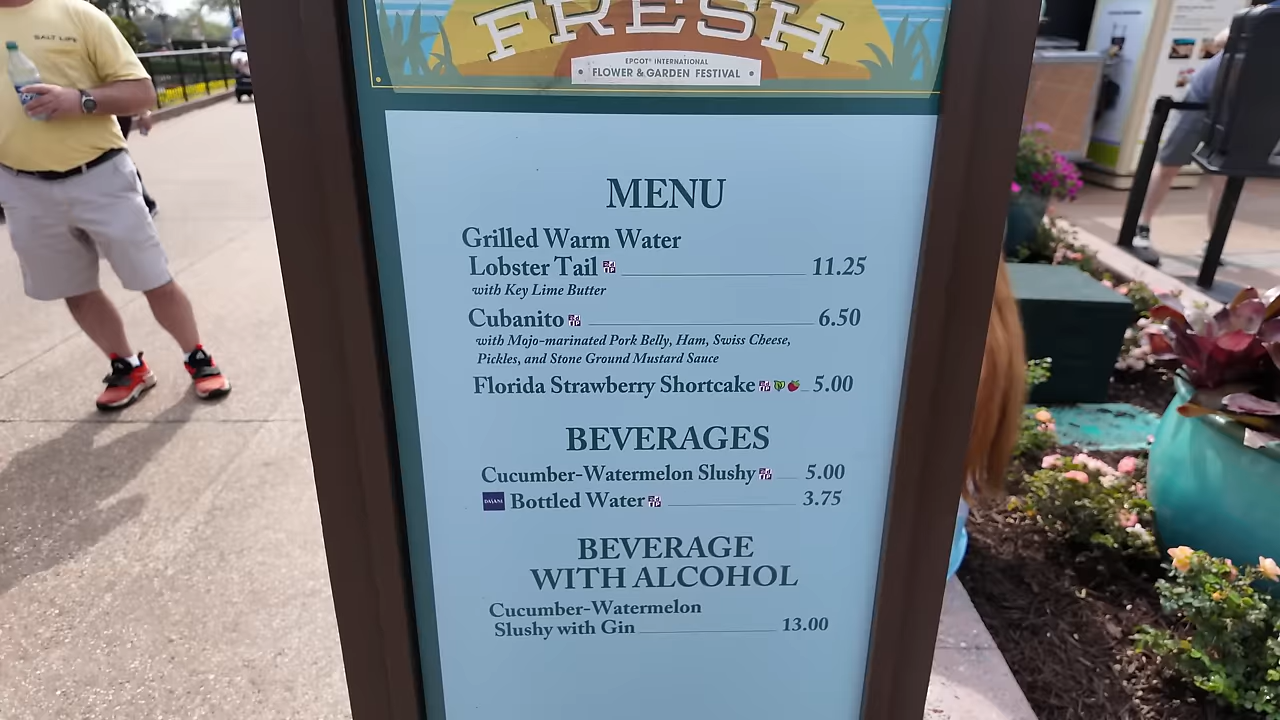 FRESH
EPCOT® INTERNATIONAL
• FLOWER & GARDEN FESTIVAL •
MENU
Grilled Warm Water
Lobster Tail 11.25
with Key Lime Butter
Cubanito 6.50
with Mojo-marinated Pork Belly, Ham, Swiss Cheese,
Pickles, and Stone Ground Mustard Sauce
Florida Strawberry Shortcake 5.00
BEVERAGES
Cucumber-Watermelon Slushy 5.00
DASANI Bottled Water 3.75
BEVERAGE
WITH ALCOHOL
Cucumber-Watermelon
Slushy with Gin 13.00
SALT LIFE